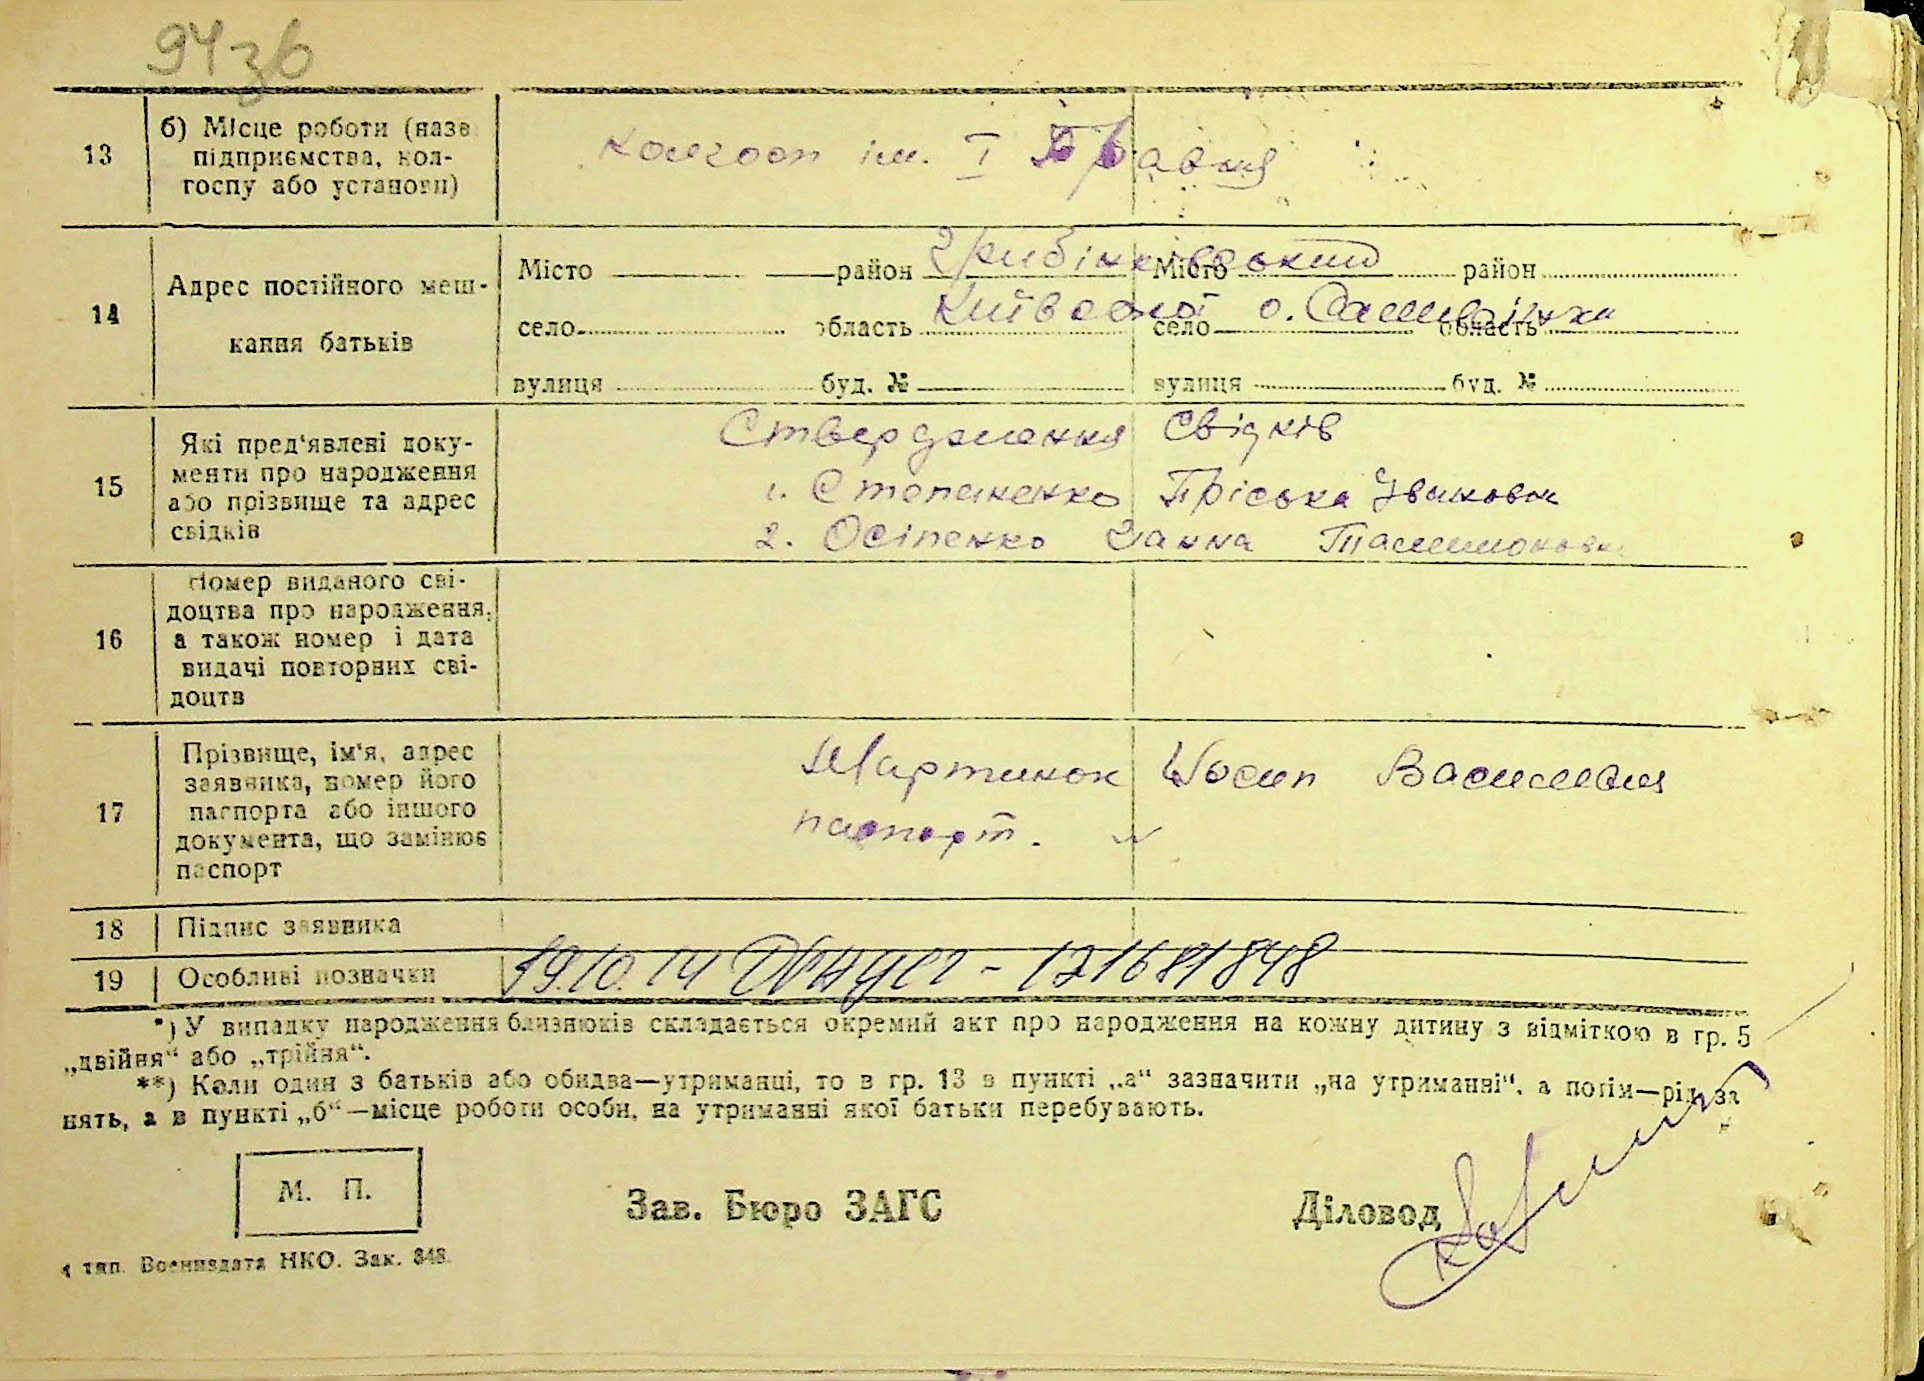 94зв
13
б) Місце роботи (назв
підприємства, кол-
госпу або установи)
колгосп ім. І Травня
14
Адрес постійного меш-
кання батьків
Місто район Гребінківський Місто район
село область Київської о. село область
вулиця буд. № вулиця буд. №
15
Які пред'явлені доку-
менти про народження
або прізвище та адрес
свідків
Ствердження свідків
1. Степаненко Пріська Івановна
2. Осіпенко Ганна
16
Номер виданого сві-
доцтва про народження,
а також номер і дата
видачі повторних сві-
доцтв
17
Прізвище, ім'я, адрес
заявника, номер його
паспорта або іншого
документа, що замінює
паспорт
Мартинюк Йосип
паспорт.
18 Підпис заявника
19 Особливі позначки
*) У випадку народження близнюків складається окремий акт про народження на кожну дитину з відміткою в гр. 5
„двійня“ або „трійня“.
**) Коли один з батьків або обидва—утриманці, то в гр. 13 в пункті „а“ зазначити „на утриманні“, а потім—рід за
нять, а в пункті „б“—місце роботи особи, на утриманні якої батьки перебувають.
М. П.
Зав. Бюро ЗАГС
Діловод
тип. Воениздата НКО. Зак. 848.